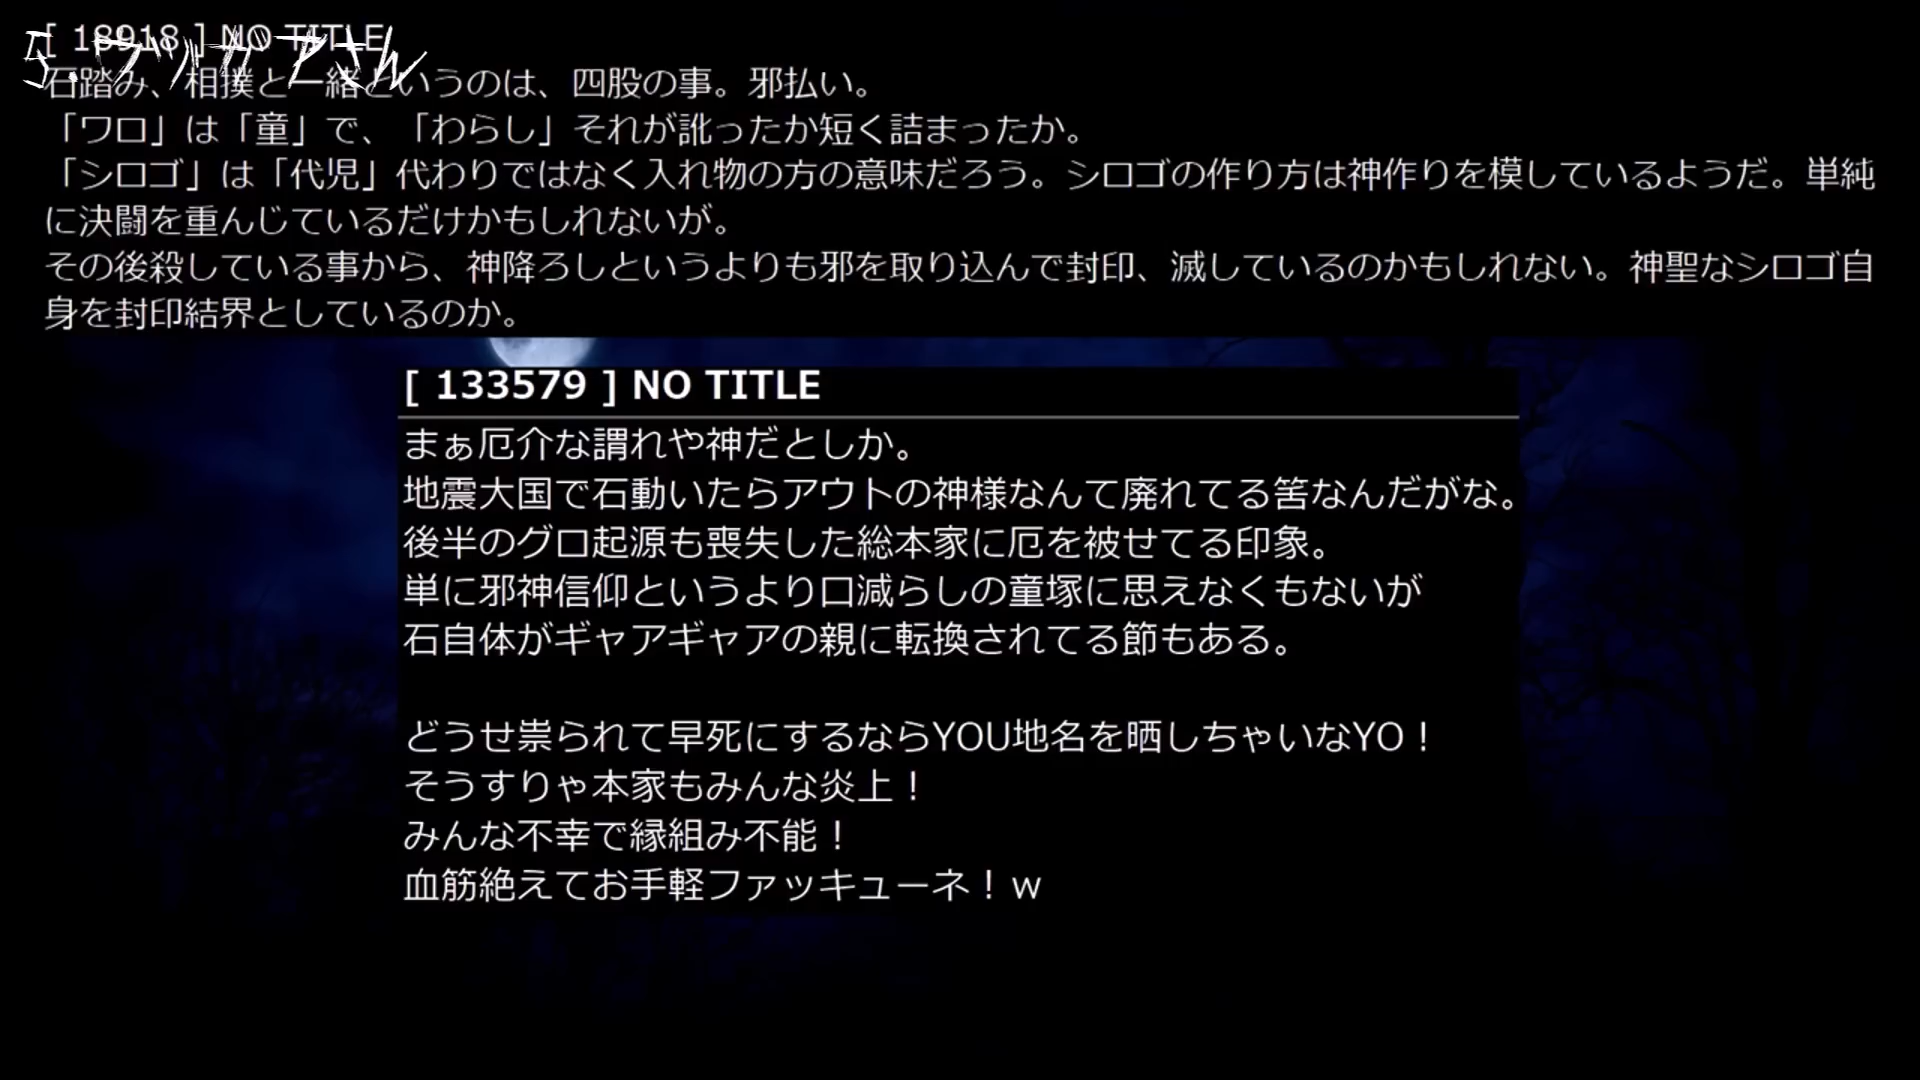 [ 18918 ] NO TITLE
石踏み、相撲と一緒というのは、四股の事。邪払い。
「ワロ」は「童」で、「わらし」それが訛ったか短く詰まったか。
「シロゴ」は「代児」代わりではなく入れ物の方の意味だろう。シロゴの作り方は神作りを模しているようだ。単純
に決闘を重んじているだけかもしれないが。
その後殺している事から、神降ろしというよりも邪を取り込んで封印、滅しているのかもしれない。神聖なシロゴ自
身を封印結界としているのか。
[ 133579 ] NO TITLE
まぁ厄介な謂れや神だとしか。
地震大国で石動いたらアウトの神様なんて廃れてる筈なんだがな。
後半のグロ起源も喪失した総本家に厄を被せてる印象。
単に邪神信仰というより口減らしの童塚に思えなくもないが
石自体がギャアギャアの親に転換されてる節もある。
どうせ祟られて早死にするならYOU地名を晒しちゃいなYO！
そうすりゃ本家もみんな炎上！
みんな不幸で縁組み不能！
血筋絶えてお手軽ファッキューネ！ｗ